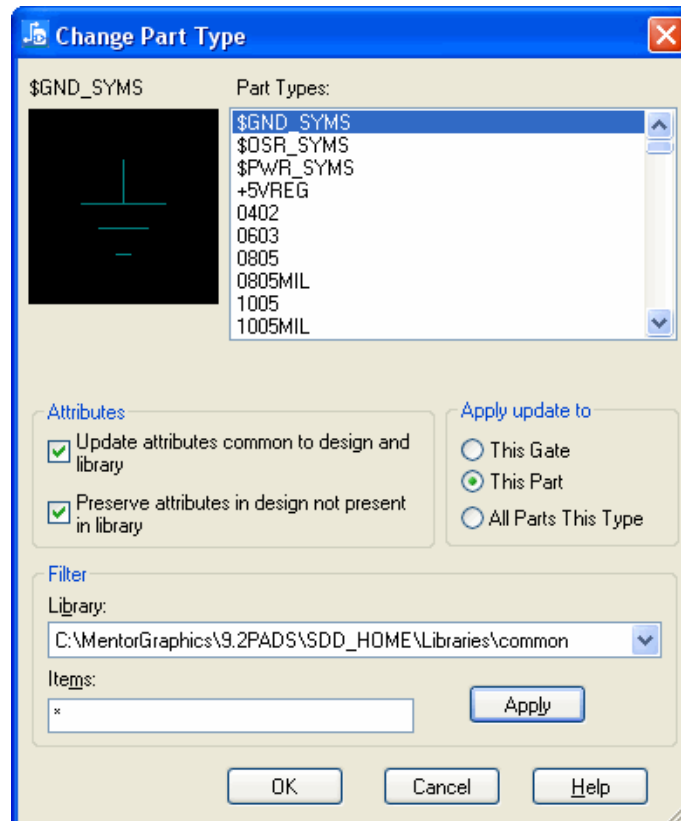 Change Part Type
$GND_SYMS
Part Types:
$GND_SYMS
$OSR_SYMS
$PWR_SYMS
+5VREG
0402
0603
0805
0805MIL
1005
1005MIL
Attributes
Update attributes common to design and
library
Preserve attributes in design not present
in library
Apply update to
This Gate
This Part
All Parts This Type
Filter
Library:
C:\MentorGraphics\9.2PADS\SDD_HOME\Libraries\common
Items:
*
Apply
OK
Cancel
Help